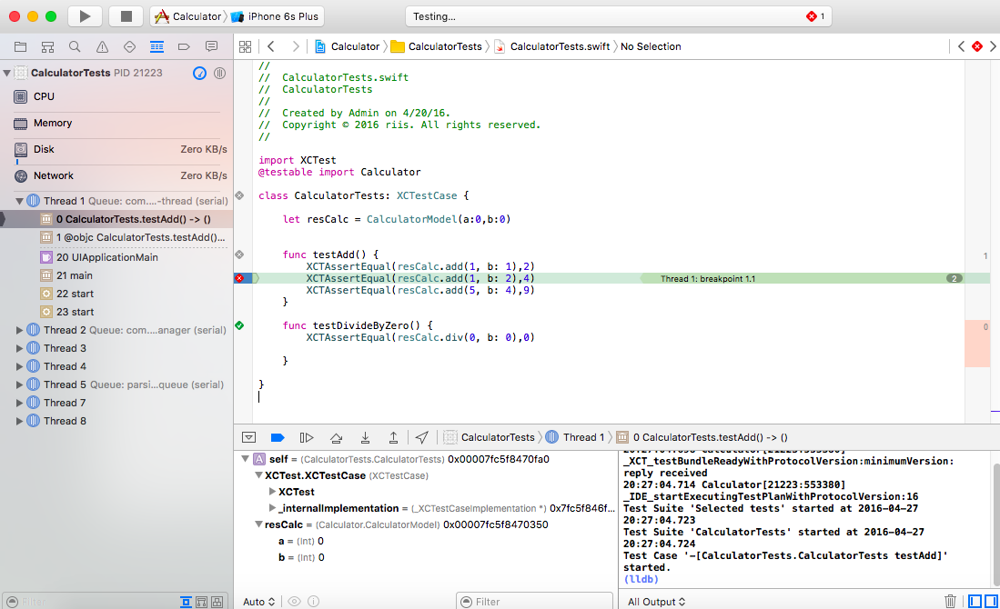 Calculator iPhone 6s Plus Testing... 1
Calculator CalculatorTests CalculatorTests.swift No Selection
CalculatorTests PID 21223
CPU
Memory
Disk Zero KB/s
Network Zero KB/s
Thread 1 Queue: com....-thread (serial)
0 CalculatorTests.testAdd() -> ()
1 @objc CalculatorTests.testAdd()...
20 UIApplicationMain
21 main
22 start
23 start
Thread 2 Queue: com....anager (serial)
Thread 3
Thread 4
Thread 5 Queue: parsi...queue (serial)
Thread 7
Thread 8
Filter
//
// CalculatorTests.swift
// CalculatorTests
//
// Created by Admin on 4/20/16.
// Copyright © 2016 riis. All rights reserved.
//
import XCTest
@testable import Calculator
class CalculatorTests: XCTestCase {
let resCalc = CalculatorModel(a:0,b:0)
func testAdd() { 1
XCTAssertEqual(resCalc.add(1, b: 1),2)
XCTAssertEqual(resCalc.add(1, b: 2),4) Thread 1: breakpoint 1.1 2
XCTAssertEqual(resCalc.add(5, b: 4),9)
}
func testDivideByZero() { 0
XCTAssertEqual(resCalc.div(0, b: 0),0)
}
}
CalculatorTests Thread 1 0 CalculatorTests.testAdd() -> ()
A self = (CalculatorTests.CalculatorTests) 0x00007fc5f8470fa0
XCTest.XCTestCase (XCTestCase)
XCTest
_internalImplementation = (_XCTestCaseImplementation *) 0x7fc5f846f...
resCalc = (Calculator.CalculatorModel) 0x00007fc5f8470350
a = (Int) 0
b = (Int) 0
Auto Filter
20:27:04.698 Calculator[21223:553380]
_XCT_testBundleReadyWithProtocolVersion:minimumVersion:
reply received
20:27:04.714 Calculator[21223:553380]
_IDE_startExecutingTestPlanWithProtocolVersion:16
Test Suite 'Selected tests' started at 2016-04-27
20:27:04.723
Test Suite 'CalculatorTests' started at 2016-04-27
20:27:04.724
Test Case '-[CalculatorTests.CalculatorTests testAdd]'
started.
(lldb)
All Output